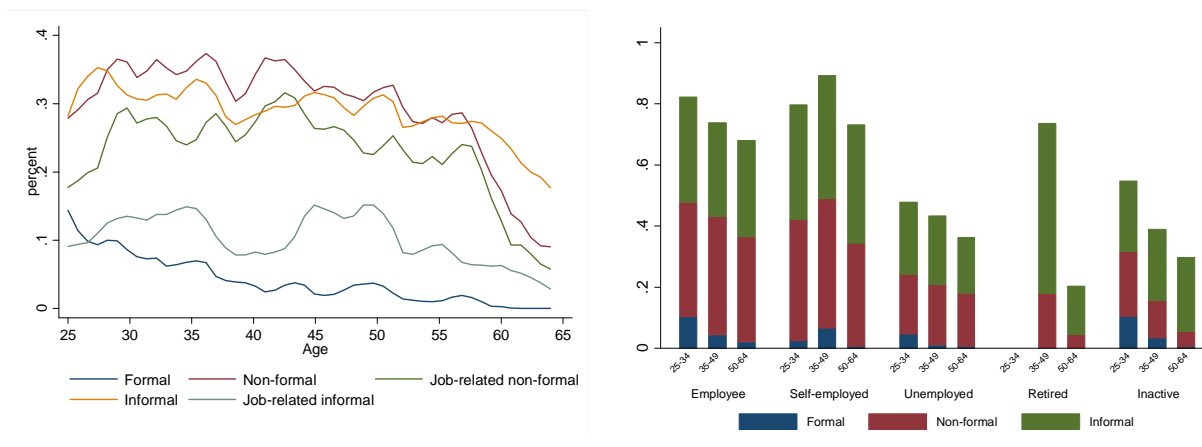 .4
.3
.2
.1
0
percent
25 30 35 40 45 50 55 60 65
Age
Formal Non-formal Job-related non-formal
Informal Job-related informal
1
.8
.6
.4
.2
0
25-34 35-49 50-64 25-34 35-49 50-64 25-34 35-49 50-64 25-34 35-49 50-64 25-34 35-49 50-64
Employee Self-employed Unemployed Retired Inactive
Formal Non-formal Informal